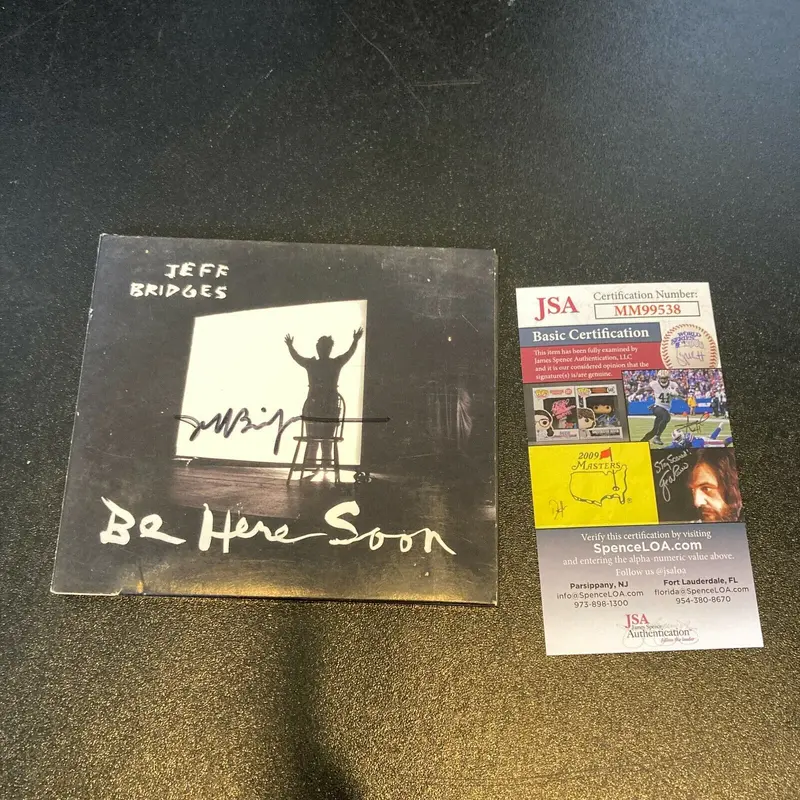 JEFF
BRIDGES
Be Here Soon
JSA
Certification Number:
MM99538
Basic Certification
This item has been fully examined by
James Spence Authentication, LLC
and it is our considered opinion that the
signature(s) is/are genuine.
2009
MASTERS
Verify this certification by visiting
SpenceLOA.com
and entering the alpha-numeric value above.
Follow us @jsaloa
Parsippany, NJ
info@SpenceLOA.com
973-898-1300
Fort Lauderdale, FL
florida@SpenceLOA.com
954-380-8670
JSA
James Spence
Authentication